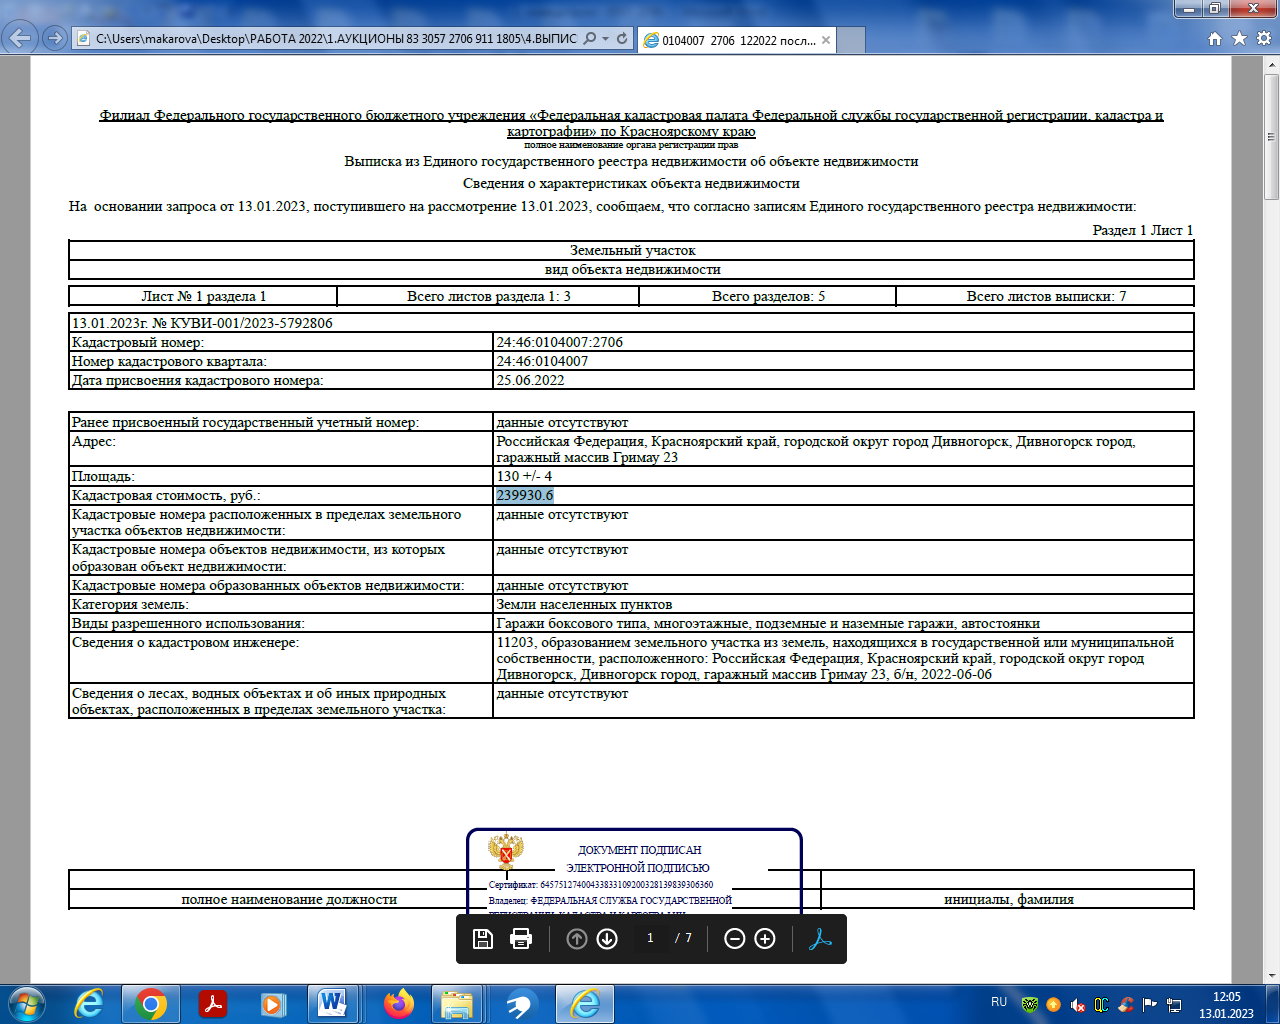 C:\Users\makarova\Desktop\РАБОТА 2022\1.АУКЦИОНЫ 83 3057 2706 911 1805\4.ВЫПИС
0104007 2706 122022 посл...
Филиал Федерального государственного бюджетного учреждения «Федеральная кадастровая палата Федеральной службы государственной регистрации, кадастра и
картографии» по Красноярскому краю
полное наименование органа регистрации прав
Выписка из Единого государственного реестра недвижимости об объекте недвижимости
Сведения о характеристиках объекта недвижимости
На основании запроса от 13.01.2023, поступившего на рассмотрение 13.01.2023, сообщаем, что согласно записям Единого государственного реестра недвижимости:
Раздел 1 Лист 1
Земельный участок
вид объекта недвижимости
Лист № 1 раздела 1 Всего листов раздела 1: 3 Всего разделов: 5 Всего листов выписки: 7
13.01.2023г. № КУВИ-001/2023-5792806
Кадастровый номер: 24:46:0104007:2706
Номер кадастрового квартала: 24:46:0104007
Дата присвоения кадастрового номера: 25.06.2022
Ранее присвоенный государственный учетный номер: данные отсутствуют
Адрес: Российская Федерация, Красноярский край, городской округ город Дивногорск, Дивногорск город,
гаражный массив Гримау 23
Площадь: 130 +/- 4
Кадастровая стоимость, руб.: 239930.6
Кадастровые номера расположенных в пределах земельного данные отсутствуют
участка объектов недвижимости:
Кадастровые номера объектов недвижимости, из которых данные отсутствуют
образован объект недвижимости:
Кадастровые номера образованных объектов недвижимости: данные отсутствуют
Категория земель: Земли населенных пунктов
Виды разрешенного использования: Гаражи боксового типа, многоэтажные, подземные и наземные гаражи, автостоянки
Сведения о кадастровом инженере: 11203, образованием земельного участка из земель, находящихся в государственной или муниципальной
собственности, расположенного: Российская Федерация, Красноярский край, городской округ город
Дивногорск, Дивногорск город, гаражный массив Гримау 23, б/н, 2022-06-06
Сведения о лесах, водных объектах и об иных природных данные отсутствуют
объектах, расположенных в пределах земельного участка:
ДОКУМЕНТ ПОДПИСАН
ЭЛЕКТРОННОЙ ПОДПИСЬЮ
Сертификат: 64575127400433833109200328139839306360
полное наименование должности Владелец: ФЕДЕРАЛЬНАЯ СЛУЖБА ГОСУДАРСТВЕННОЙ инициалы, фамилия
1 / 7
RU 12:05
13.01.2023